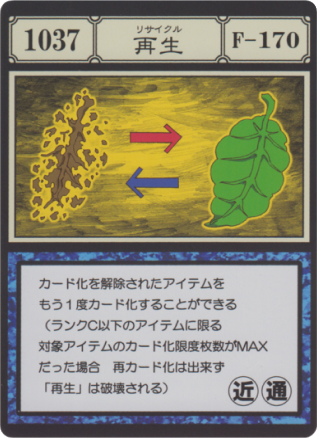 1037
リサイクル
再生
F-170
カード化を解除されたアイテムを
もう1度カード化することができる
（ランクC以下のアイテムに限る
対象アイテムのカード化限度枚数がMAX
だった場合　再カード化は出来ず
「再生」は破壊される）
近 通